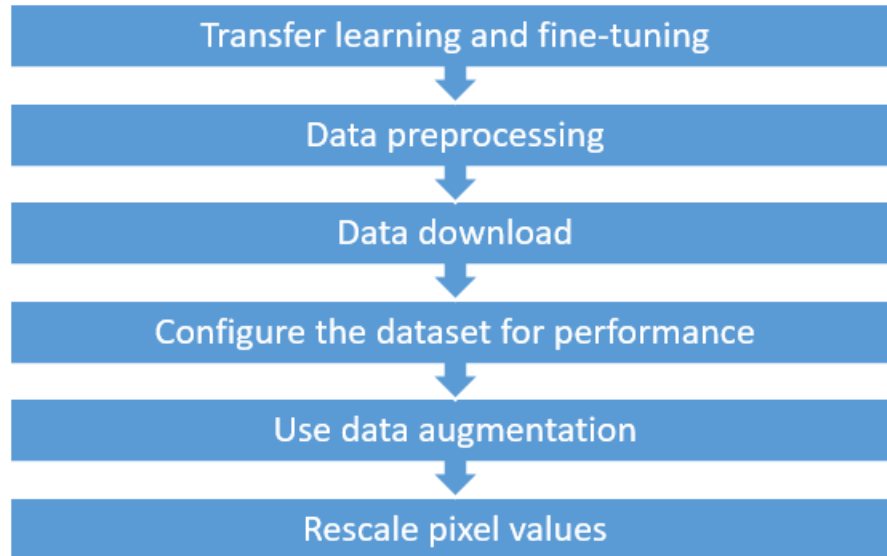 Transfer learning and fine-tuning
Data preprocessing
Data download
Configure the dataset for performance
Use data augmentation
Rescale pixel values